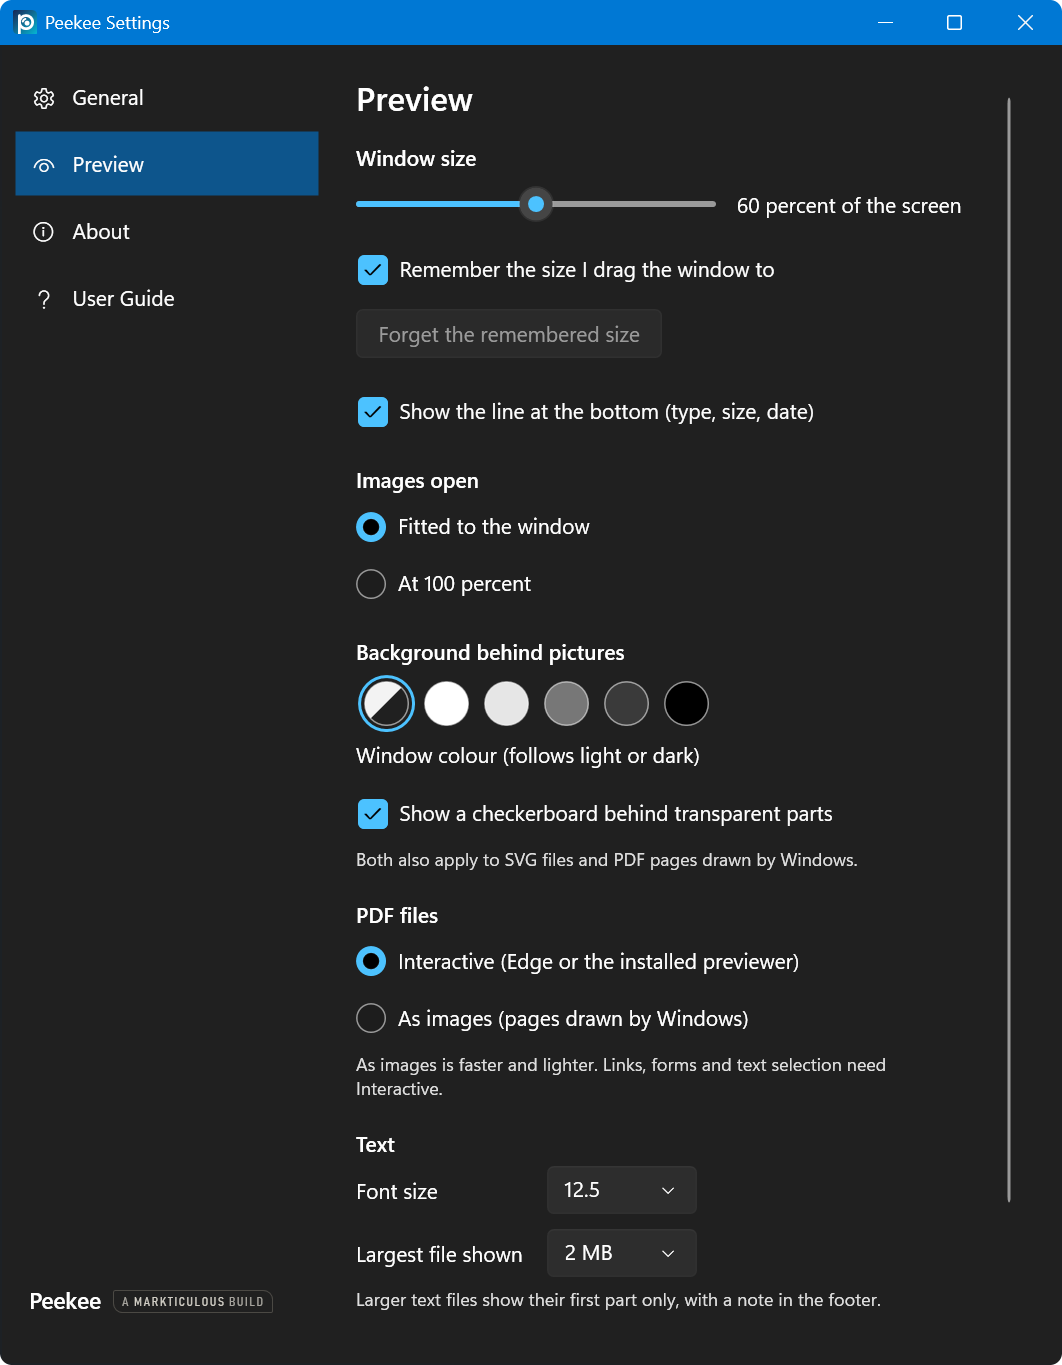 Peekee Settings
General
Preview
About
User Guide
Preview
Window size
60 percent of the screen
Remember the size I drag the window to
Forget the remembered size
Show the line at the bottom (type, size, date)
Images open
Fitted to the window
At 100 percent
Background behind pictures
Window colour (follows light or dark)
Show a checkerboard behind transparent parts
Both also apply to SVG files and PDF pages drawn by Windows.
PDF files
Interactive (Edge or the installed previewer)
As images (pages drawn by Windows)
As images is faster and lighter. Links, forms and text selection need
Interactive.
Text
Font size 12.5
Largest file shown 2 MB
Larger text files show their first part only, with a note in the footer.
Peekee A MARKTICULOUS BUILD